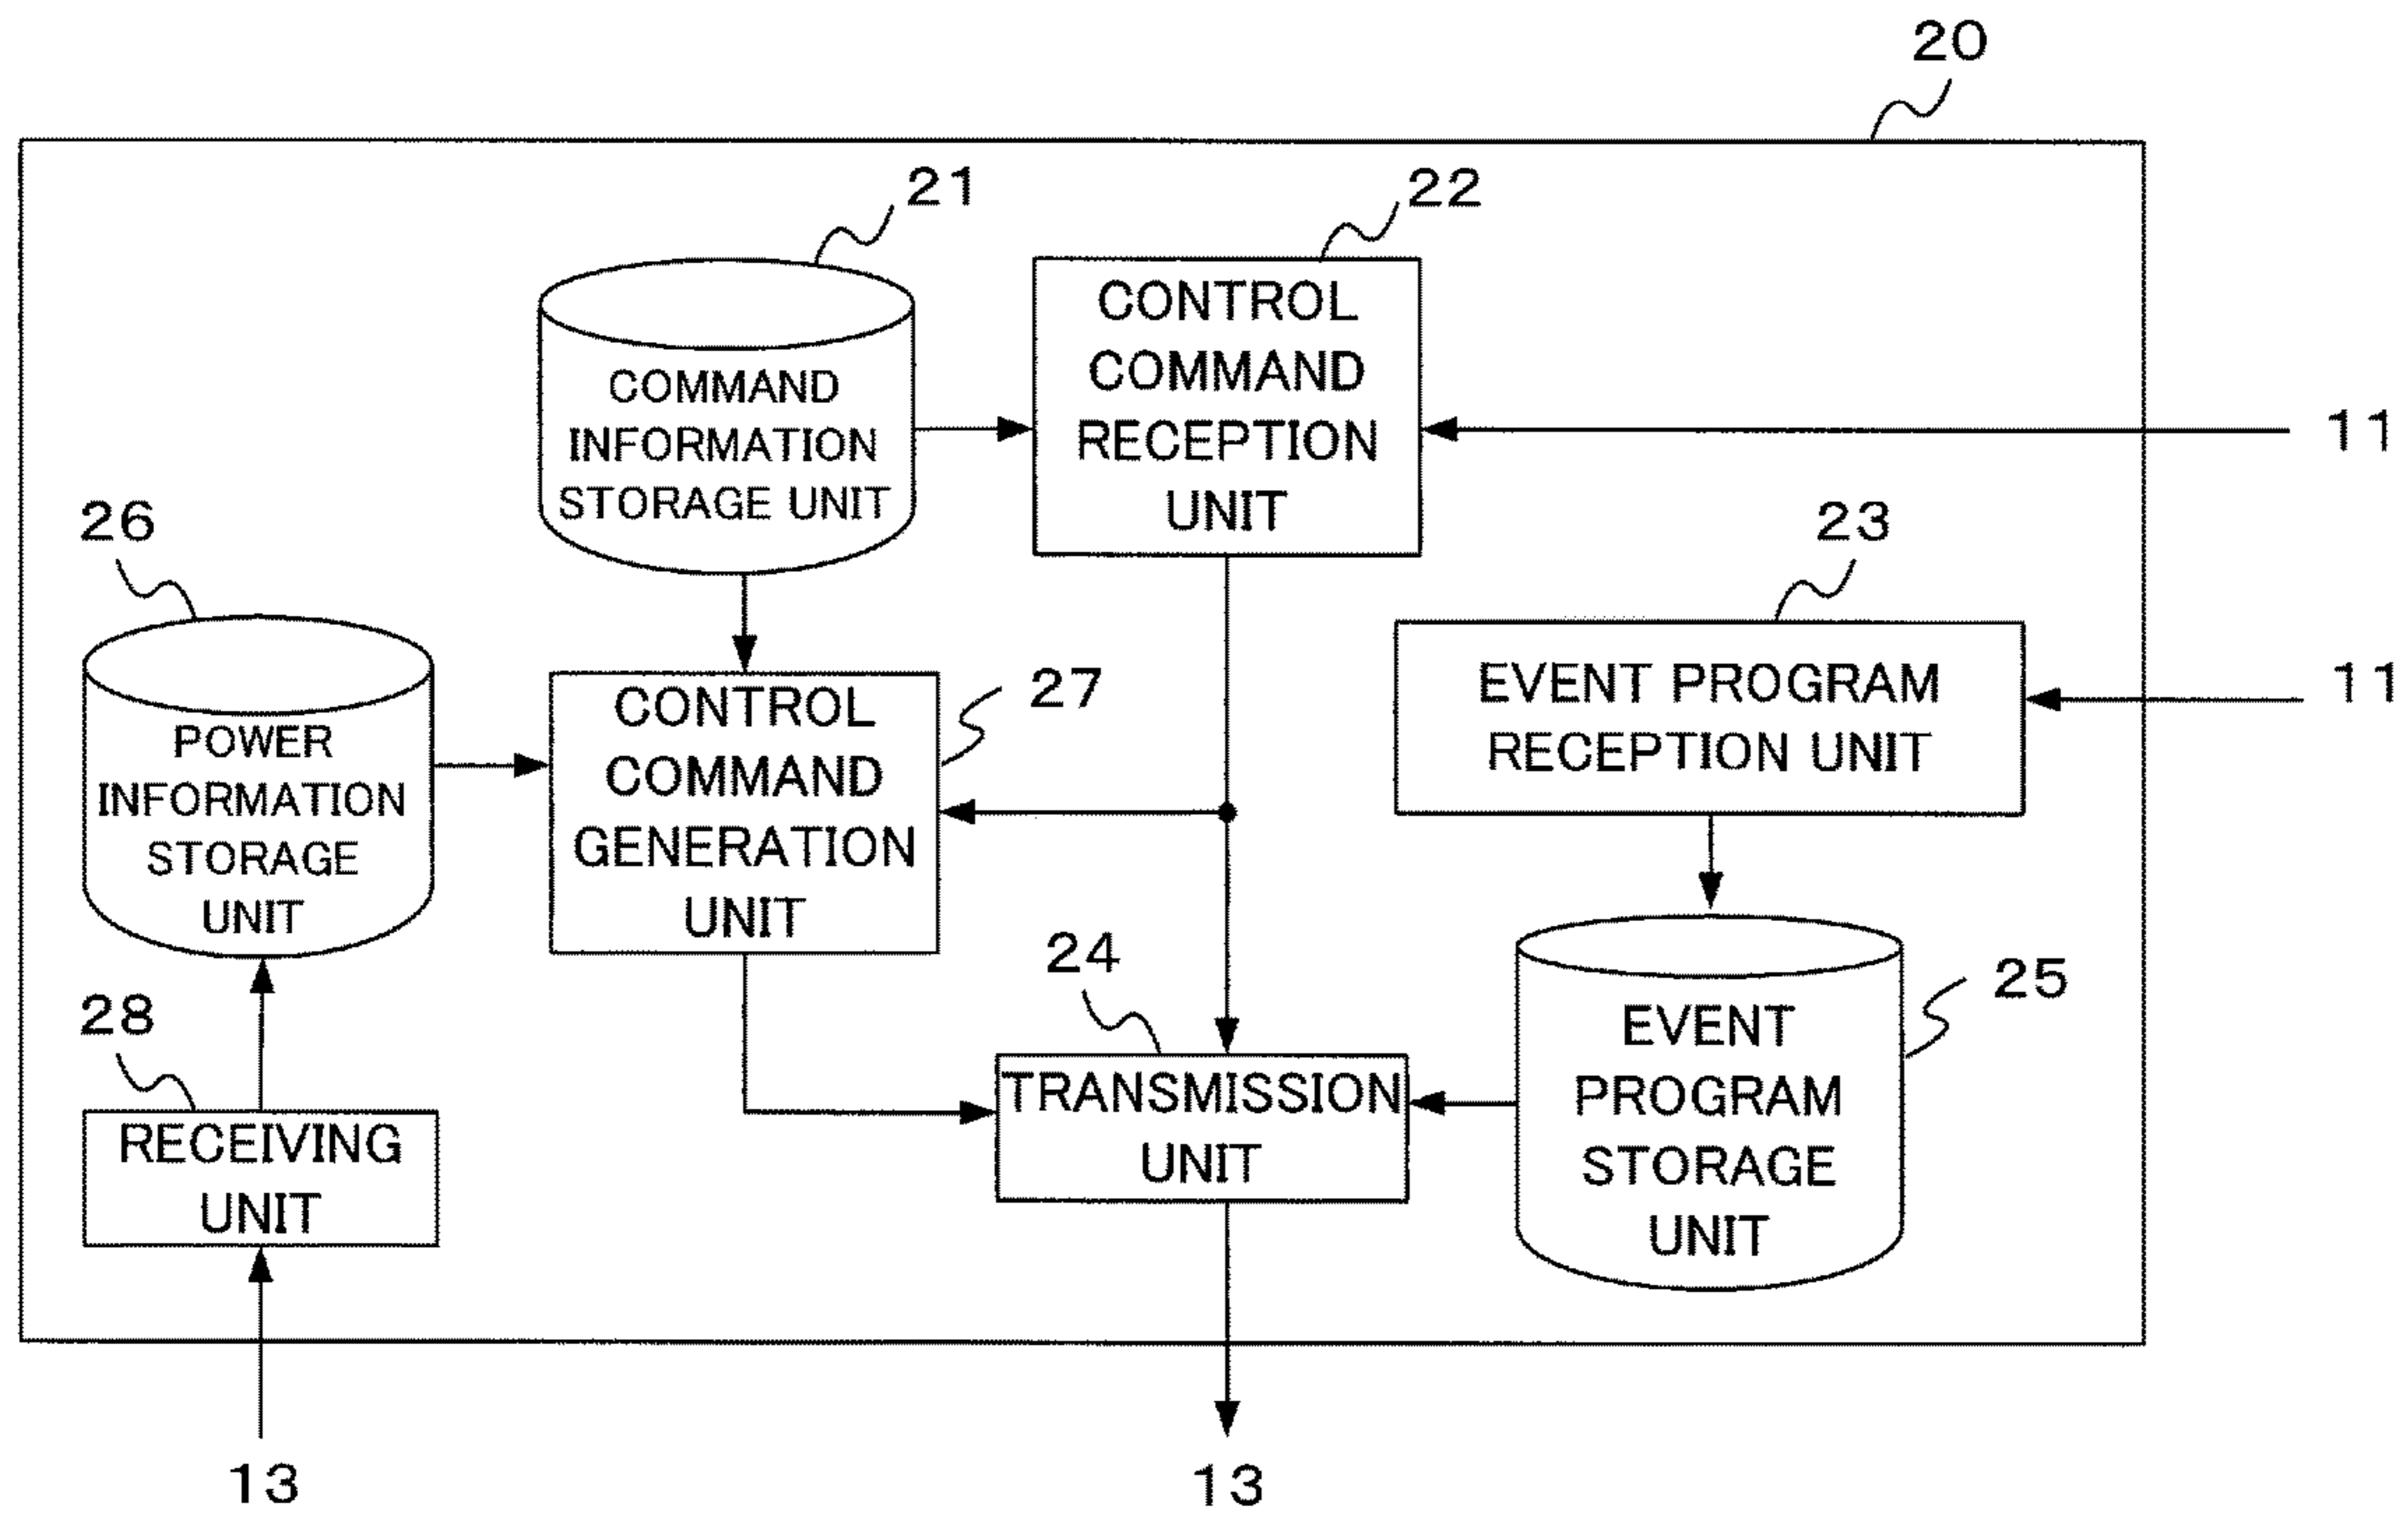 20
21
22
COMMAND
INFORMATION
STORAGE UNIT
CONTROL
COMMAND
RECEPTION
UNIT
11
26
POWER
INFORMATION
STORAGE
UNIT
27
CONTROL
COMMAND
GENERATION
UNIT
23
EVENT PROGRAM
RECEPTION UNIT
11
28
RECEIVING
UNIT
24
TRANSMISSION
UNIT
25
EVENT
PROGRAM
STORAGE
UNIT
13
13